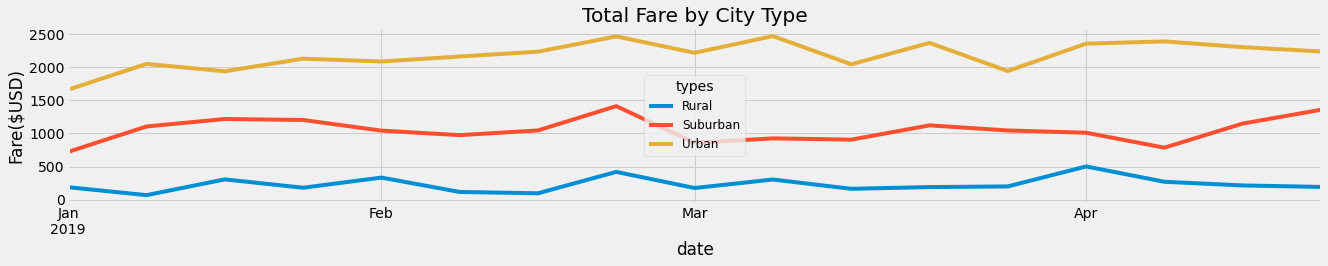 Total Fare by City Type
Fare($USD)
2500
2000
1500
1000
500
0
types
Rural
Suburban
Urban
Jan Feb Mar Apr
2019
date